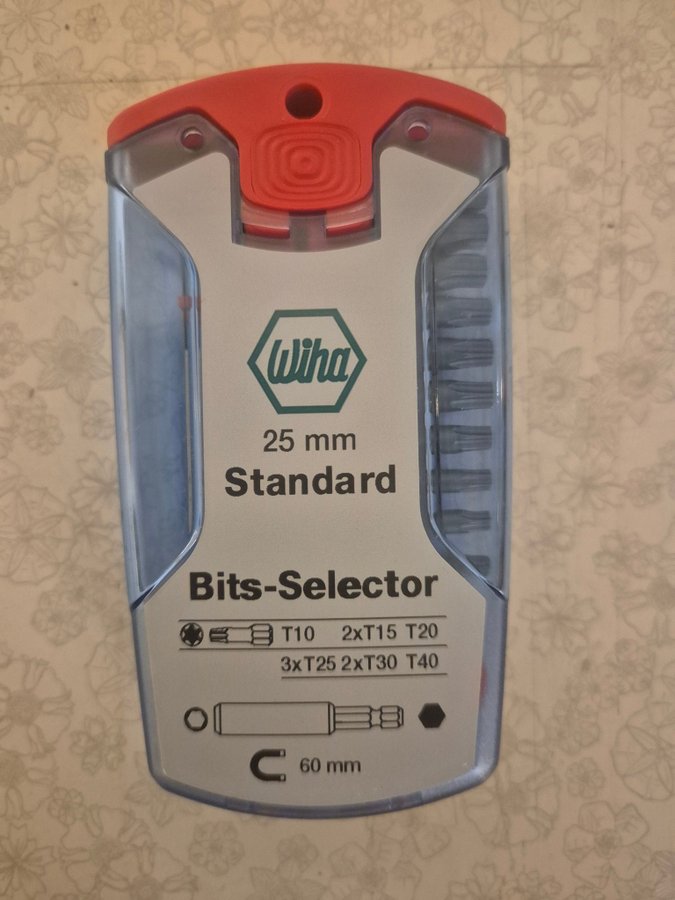 Wiha
25 mm
Standard
Bits-Selector
T10 2xT15 T20
3xT25 2xT30 T40
60 mm